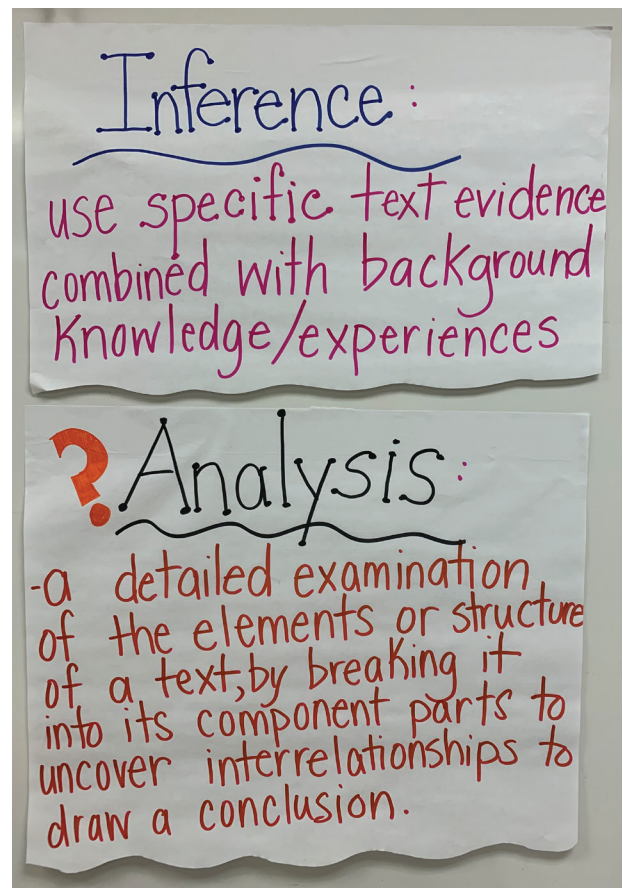 Inference:
use specific text evidence
combined with background
Knowledge/experiences
? Analysis:
-a detailed examination
of the elements or structure
of a text, by breaking it
into its component parts to
uncover interrelationships to
draw a conclusion.